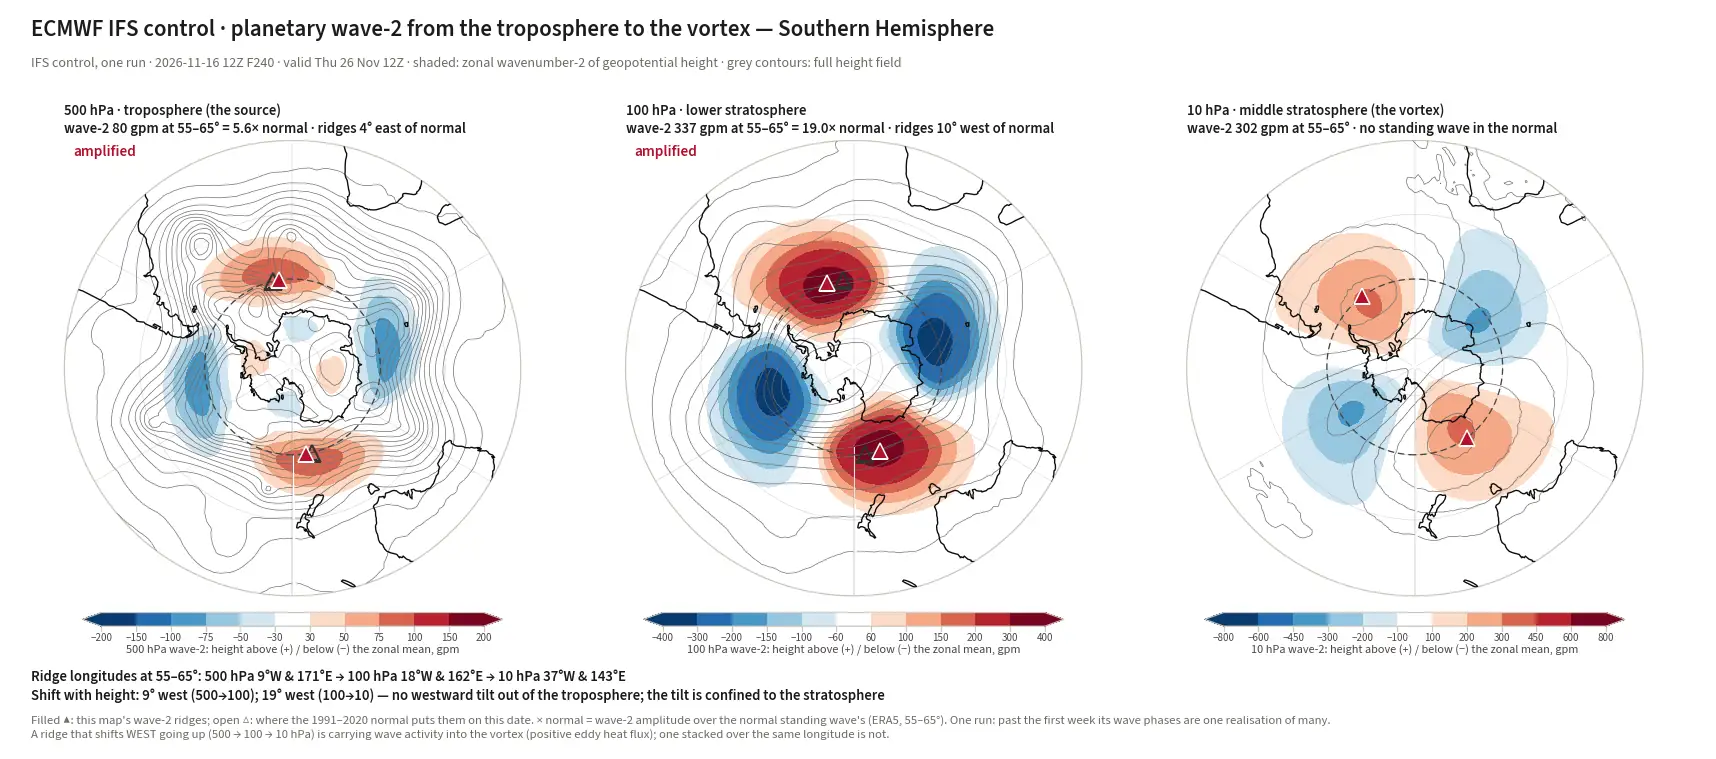 ECMWF IFS control · planetary wave-2 from the troposphere to the vortex — Southern Hemisphere
IFS control, one run · 2026-11-16 12Z F240 · valid Thu 26 Nov 12Z · shaded: zonal wavenumber-2 of geopotential height · grey contours: full height field
500 hPa · troposphere (the source)
wave-2 80 gpm at 55–65° = 5.6× normal · ridges 4° east of normal
amplified
100 hPa · lower stratosphere
wave-2 337 gpm at 55–65° = 19.0× normal · ridges 10° west of normal
amplified
10 hPa · middle stratosphere (the vortex)
wave-2 302 gpm at 55–65° · no standing wave in the normal
−200 −150 −100 −75 −50 −30 30 50 75 100 150 200
500 hPa wave-2: height above (+) / below (−) the zonal mean, gpm
−400 −300 −200 −150 −100 −60 60 100 150 200 300 400
100 hPa wave-2: height above (+) / below (−) the zonal mean, gpm
−800 −600 −450 −300 −200 −100 100 200 300 450 600 800
10 hPa wave-2: height above (+) / below (−) the zonal mean, gpm
Ridge longitudes at 55–65°: 500 hPa 9°W & 171°E → 100 hPa 18°W & 162°E → 10 hPa 37°W & 143°E
Shift with height: 9° west (500→100); 19° west (100→10) — no westward tilt out of the troposphere; the tilt is confined to the stratosphere
Filled ▲: this map's wave-2 ridges; open △: where the 1991–2020 normal puts them on this date. × normal = wave-2 amplitude over the normal standing wave's (ERA5, 55–65°). One run: past the first week its wave phases are one realisation of many.
A ridge that shifts WEST going up (500 → 100 → 10 hPa) is carrying wave activity into the vortex (positive eddy heat flux); one stacked over the same longitude is not.